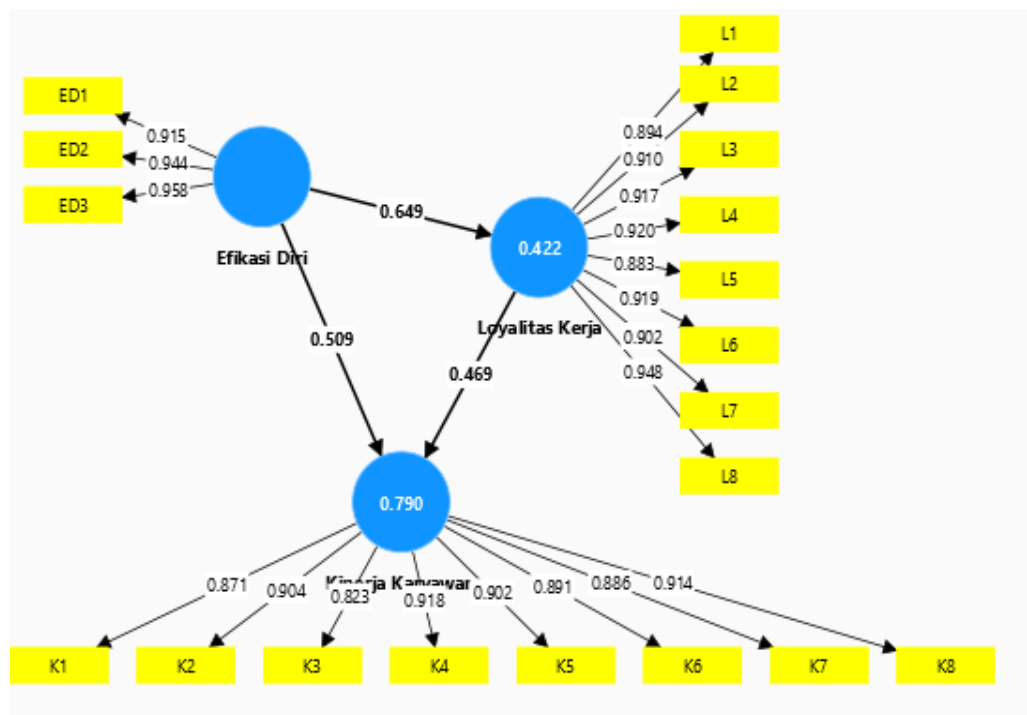 L1
ED1
L2
0.915
0.894
ED2
0.944
0.910
L3
0.958
ED3
0.917
0.649
0.920
L4
0.422
Efikasi Diri
0.883
L5
0.919
Loyalitas Kerja
0.509
0.902
L6
0.469
0.948
L7
L8
0.790
Kinerja Karyawan
0.871
0.904
0.823
0.918
0.902
0.891
0.886
0.914
K1
K2
K3
K4
K5
K6
K7
K8